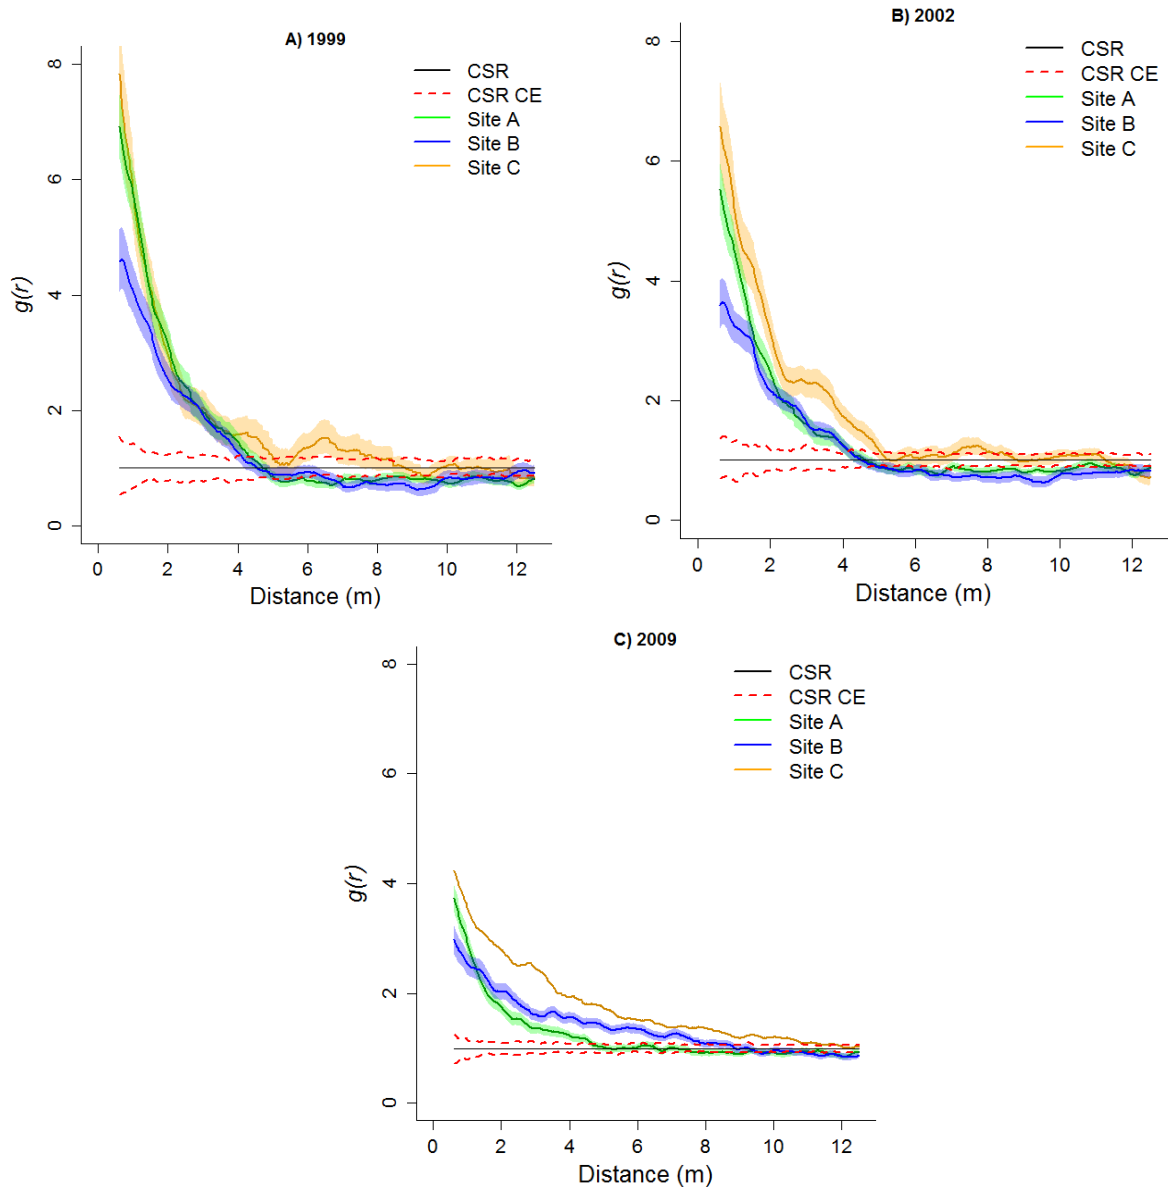 A) 1999
CSR
CSR CE
Site A
Site B
Site C
8
6
4
2
0
g(r)
0 2 4 6 8 10 12
Distance (m)
B) 2002
CSR
CSR CE
Site A
Site B
Site C
8
6
4
2
0
g(r)
0 2 4 6 8 10 12
Distance (m)
C) 2009
CSR
CSR CE
Site A
Site B
Site C
8
6
4
2
0
g(r)
0 2 4 6 8 10 12
Distance (m)